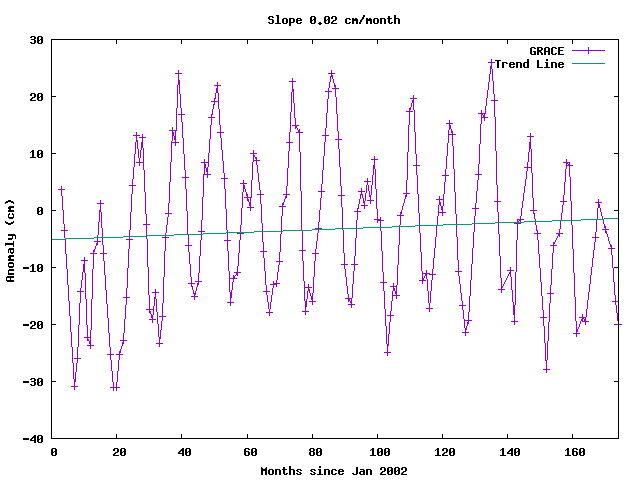 Slope 0.02 cm/month
GRACE
Trend Line
30
20
10
0
-10
-20
-30
-40
Anomaly (cm)
0 20 40 60 80 100 120 140 160
Months since Jan 2002